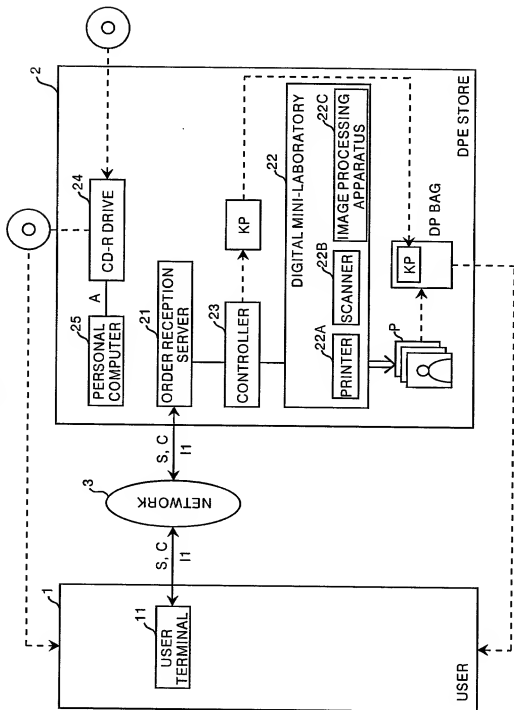 2
24
CD-R DRIVE
A
25
PERSONAL
COMPUTER
21
ORDER RECEPTION
SERVER
23
CONTROLLER
KP
22
DIGITAL MINI-LABORATORY
22A
PRINTER
22B
SCANNER
22C
IMAGE PROCESSING
APPARATUS
P
KP
DP BAG
DPE STORE
S, C
I1
3
NETWORK
S, C
I1
1
11
USER
TERMINAL
USER